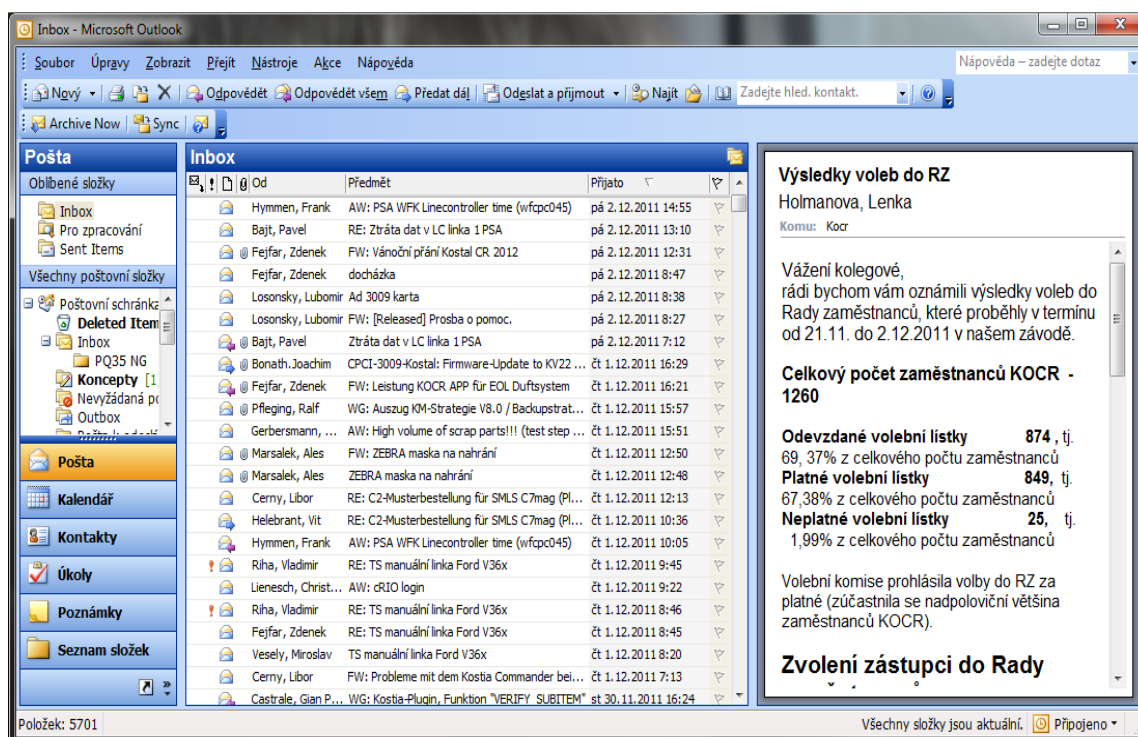 Inbox - Microsoft Outlook
Soubor Úpravy Zobrazit Přejít Nástroje Akce Nápověda Nápověda – zadejte dotaz
Nový Odpovědět Odpovědět všem Předat dál Odeslat a přijmout Najít Zadejte hled. kontakt.
Archive Now Sync
Pošta
Oblíbené složky
Inbox
Pro zpracování
Sent Items
Všechny poštovní složky
Poštovní schránka
Deleted Item
Inbox
PQ35 NG
Koncepty [1]
Nevyžádaná po
Outbox
Pošta
Kalendář
Kontakty
Úkoly
Poznámky
Seznam složek
Inbox
Od Předmět Přijato
Hymmen, Frank AW: PSA WFK Linecontroller time (wfcpc045) pá 2.12.2011 14:55
Bajt, Pavel RE: Ztráta dat v LC linka 1 PSA pá 2.12.2011 13:10
Fejfar, Zdenek FW: Vánoční přání Kostal CR 2012 pá 2.12.2011 12:31
Fejfar, Zdenek docházka pá 2.12.2011 8:47
Losonsky, Lubomir Ad 3009 karta pá 2.12.2011 8:38
Losonsky, Lubomir FW: [Released] Prosba o pomoc. pá 2.12.2011 8:27
Bajt, Pavel Ztráta dat v LC linka 1 PSA pá 2.12.2011 7:12
Bonath.Joachim CPCI-3009-Kostal: Firmware-Update to KV22 ... čt 1.12.2011 16:29
Fejfar, Zdenek FW: Leistung KOCR APP für EOL Duftsystem čt 1.12.2011 16:21
Pfleging, Ralf WG: Auszug KM-Strategie V8.0 / Backupstrat... čt 1.12.2011 15:57
Gerbersmann, ... AW: High volume of scrap parts!!! (test step ... čt 1.12.2011 15:51
Marsalek, Ales FW: ZEBRA maska na nahrání čt 1.12.2011 12:50
Marsalek, Ales ZEBRA maska na nahrání čt 1.12.2011 12:48
Cerny, Libor RE: C2-Musterbestellung für SMLS C7mag (Pl... čt 1.12.2011 12:13
Helebrant, Vit RE: C2-Musterbestellung für SMLS C7mag (Pl... čt 1.12.2011 10:36
Hymmen, Frank AW: PSA WFK Linecontroller time (wfcpc045) čt 1.12.2011 10:05
Riha, Vladimir RE: TS manuální linka Ford V36x čt 1.12.2011 9:45
Lienesch, Christ... AW: cRIO login čt 1.12.2011 9:22
Riha, Vladimir RE: TS manuální linka Ford V36x čt 1.12.2011 8:46
Fejfar, Zdenek RE: TS manuální linka Ford V36x čt 1.12.2011 8:45
Vesely, Miroslav TS manuální linka Ford V36x čt 1.12.2011 8:20
Cerny, Libor FW: Probleme mit dem Kostia Commander bei... čt 1.12.2011 7:13
Castrale, Gian P... WG: Kostia-Plugin, Funktion "VERIFY_SUBITEM" st 30.11.2011 16:24
Výsledky voleb do RZ
Holmanova, Lenka
Komu: Kocr
Vážení kolegové,
rádi bychom vám oznámili výsledky voleb do
Rady zaměstnanců, které proběhly v termínu
od 21.11. do 2.12.2011 v našem závodě.
Celkový počet zaměstnanců KOCR -
1260
Odevzdané volební lístky 874 , tj.
69, 37% z celkového počtu zaměstnanců
Platné volební lístky 849, tj.
67,38% z celkového počtu zaměstnanců
Neplatné volební lístky 25, tj.
1,99% z celkového počtu zaměstnanců
Volební komise prohlásila volby do RZ za
platné (zúčastnila se nadpoloviční většina
zaměstnanců KOCR).
Zvolení zástupci do Rady
Položek: 5701 Všechny složky jsou aktuální. Připojeno